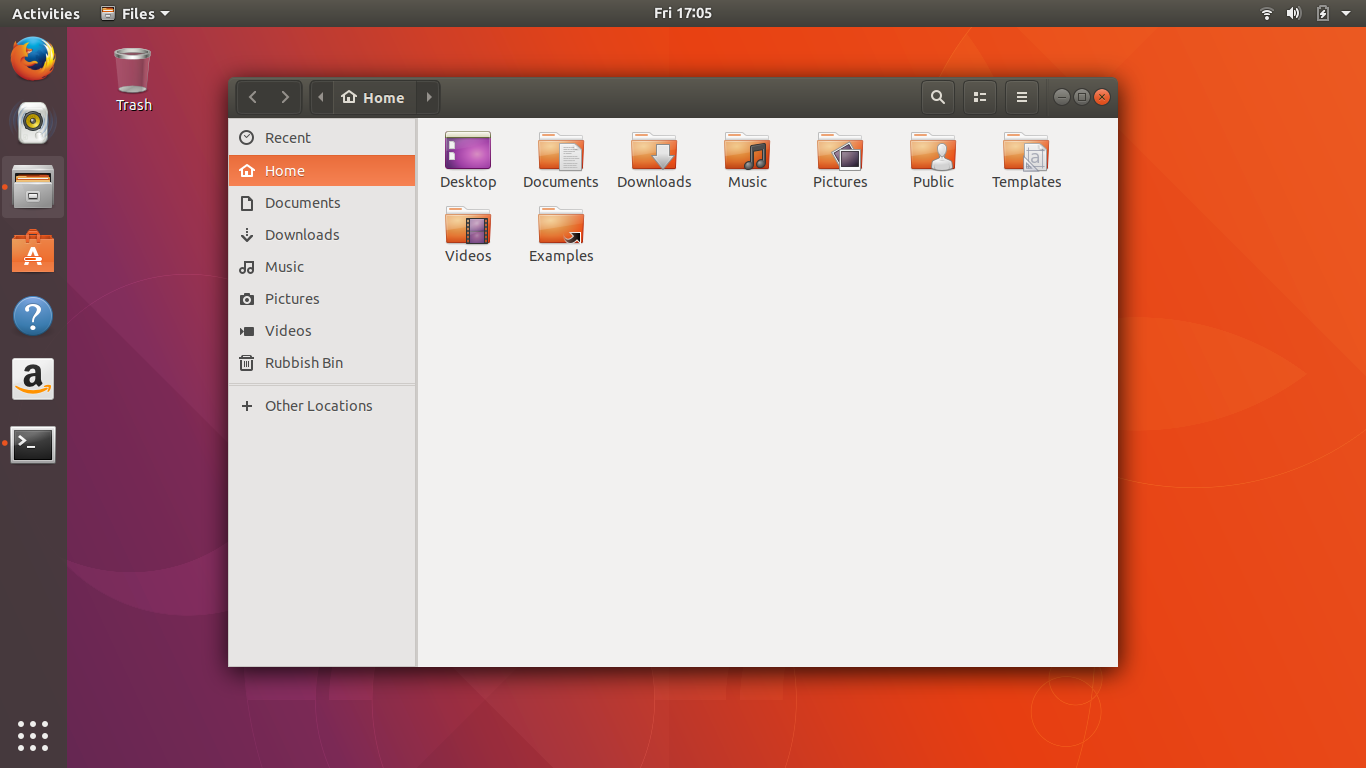 Activities Files Fri 17:05
Trash
Home
Recent
Home
Documents
Downloads
Music
Pictures
Videos
Rubbish Bin
Other Locations
Desktop Documents Downloads Music Pictures Public Templates
Videos Examples